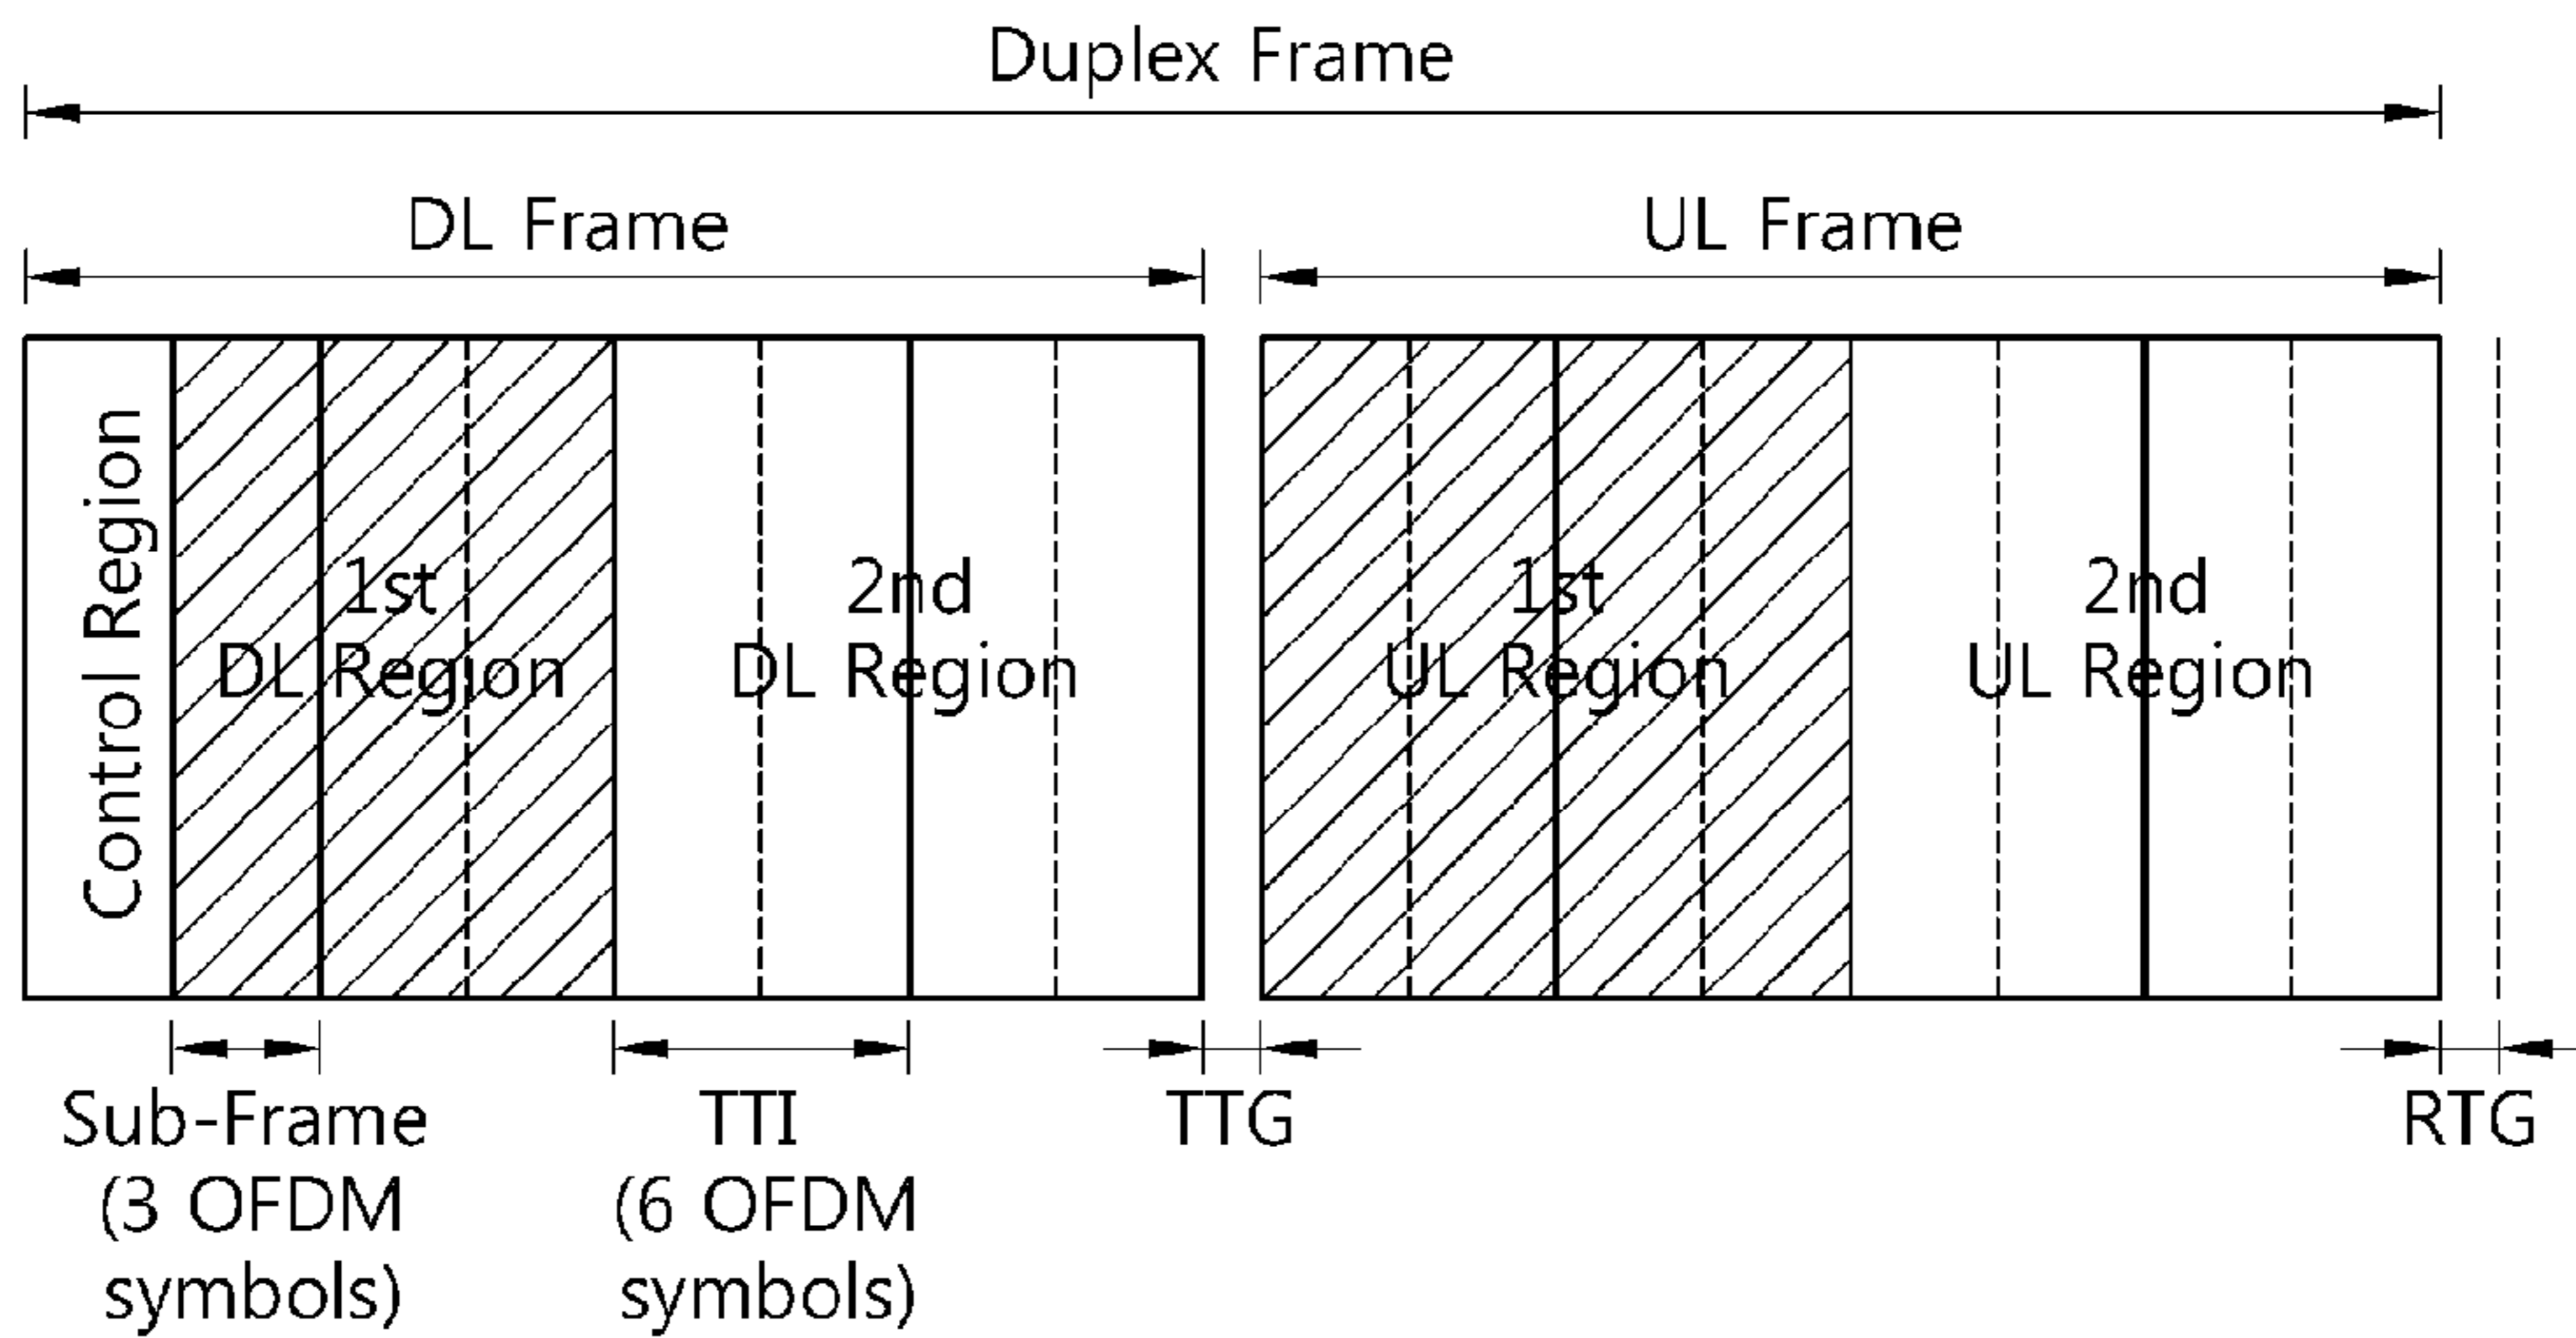 Duplex Frame
DL Frame
UL Frame
Control Region
1st
DL Region
2nd
DL Region
1st
UL Region
2nd
UL Region
Sub-Frame
(3 OFDM
symbols)
TTI
(6 OFDM
symbols)
TTG
RTG